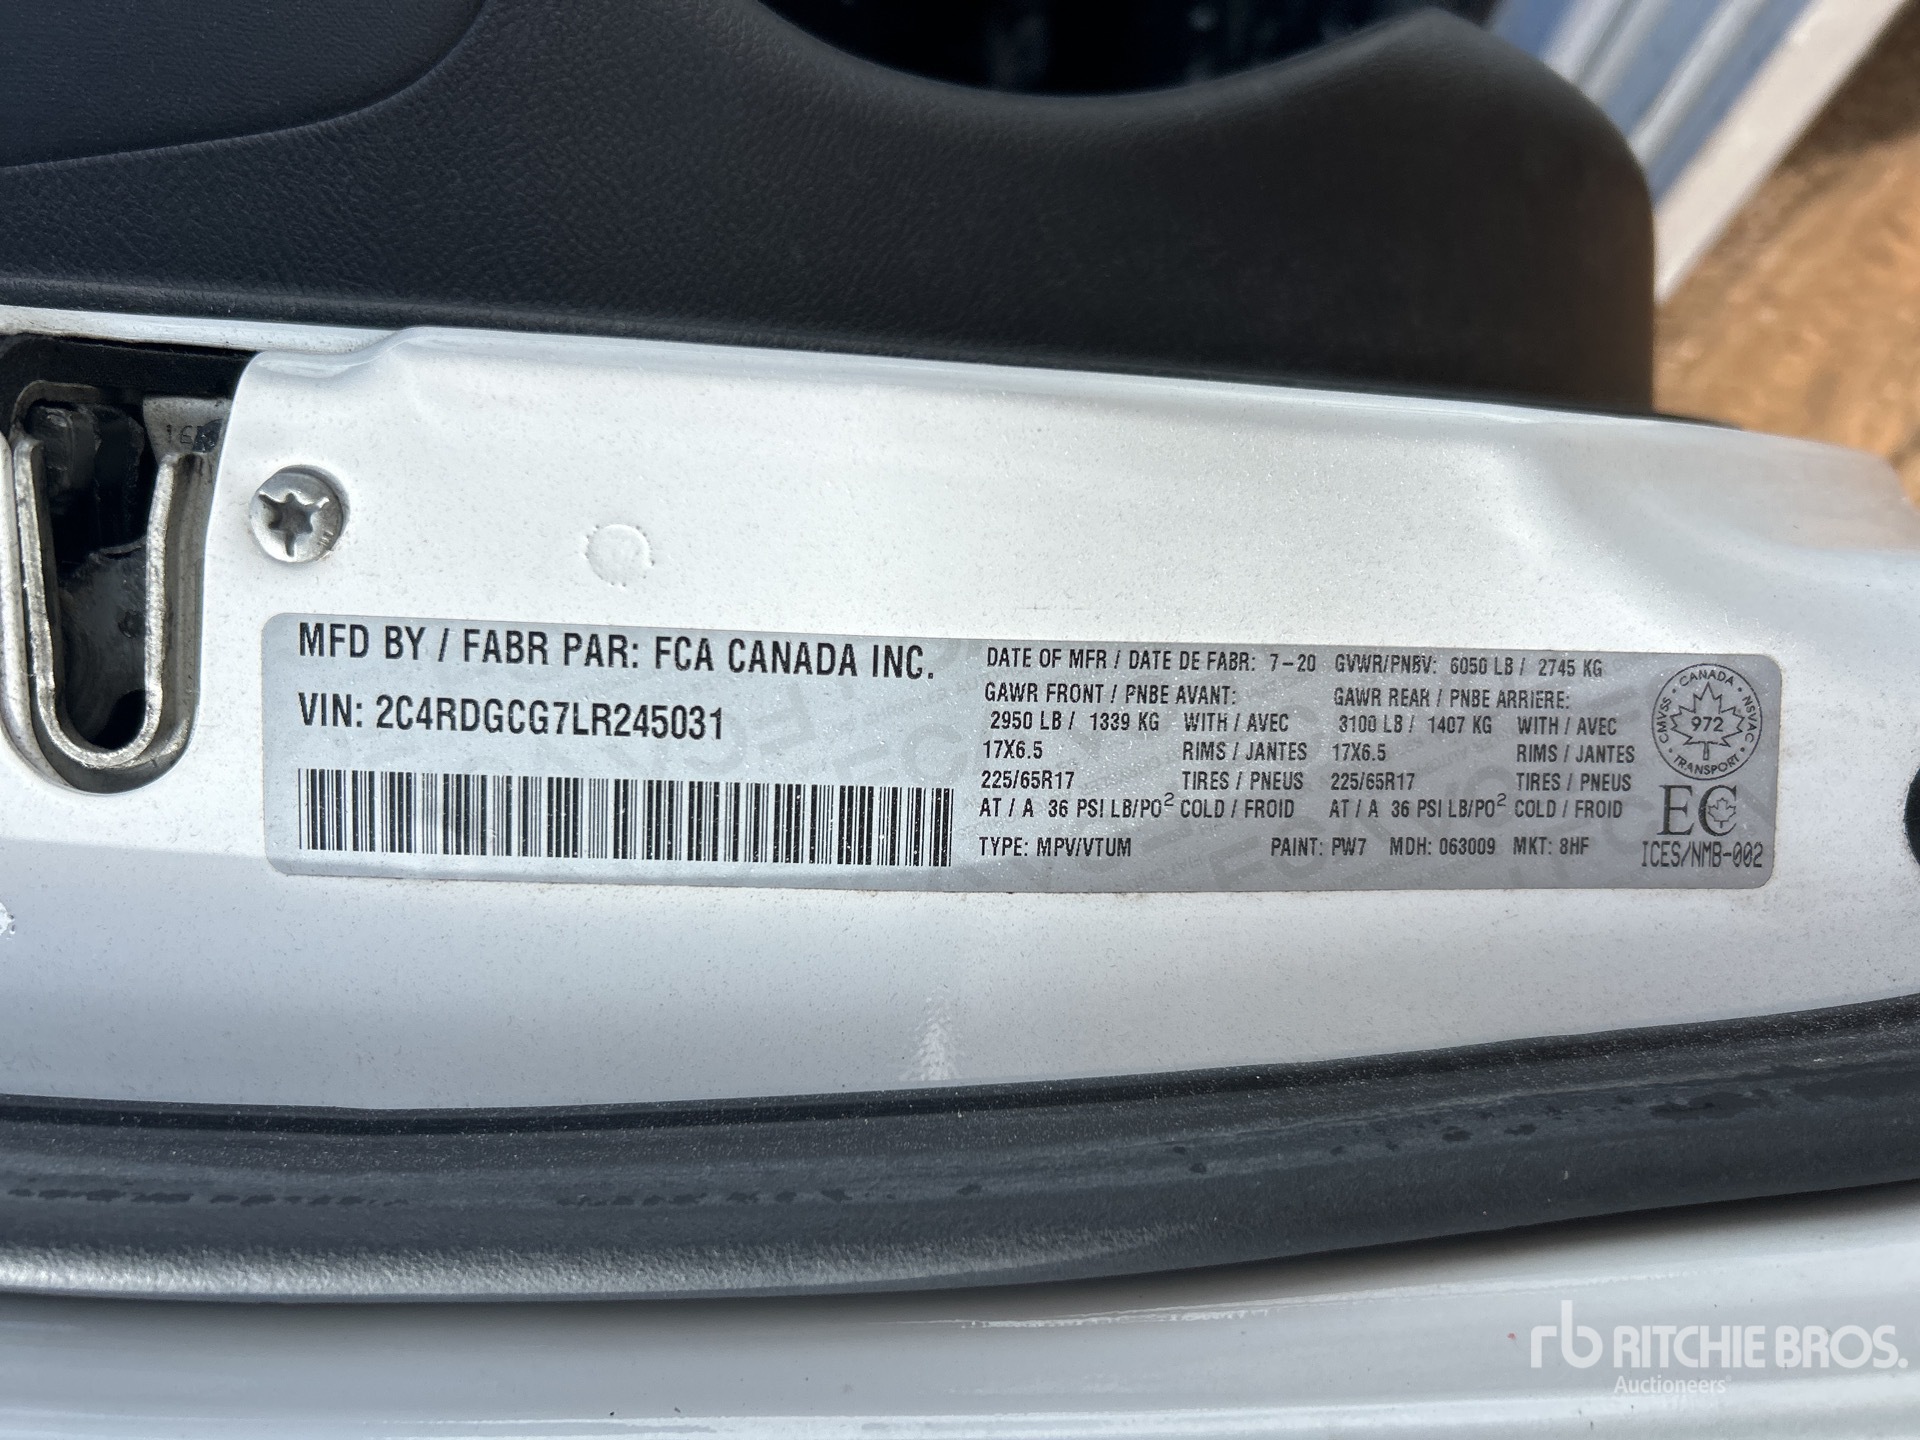 MFD BY / FABR PAR: FCA CANADA INC.
VIN: 2C4RDGCG7LR245031
DATE OF MFR / DATE DE FABR: 7-20 GVWR/PNBV: 6050 LB / 2745 KG
GAWR FRONT / PNBE AVANT: GAWR REAR / PNBE ARRIERE:
2950 LB / 1339 KG WITH / AVEC 3100 LB / 1407 KG WITH / AVEC
17X6.5 RIMS / JANTES 17X6.5 RIMS / JANTES
225/65R17 TIRES / PNEUS 225/65R17 TIRES / PNEUS
AT / A 36 PSI LB/PO² COLD / FROID AT / A 36 PSI LB/PO² COLD / FROID
TYPE: MPV/VTUM PAINT: PW7 MDH: 063009 MKT: 8HF
CANADA
CMVSS 972 NSVAC
TRANSPORT
EC
ICES/NMB-002
rb RITCHIE BROS.
Auctioneers